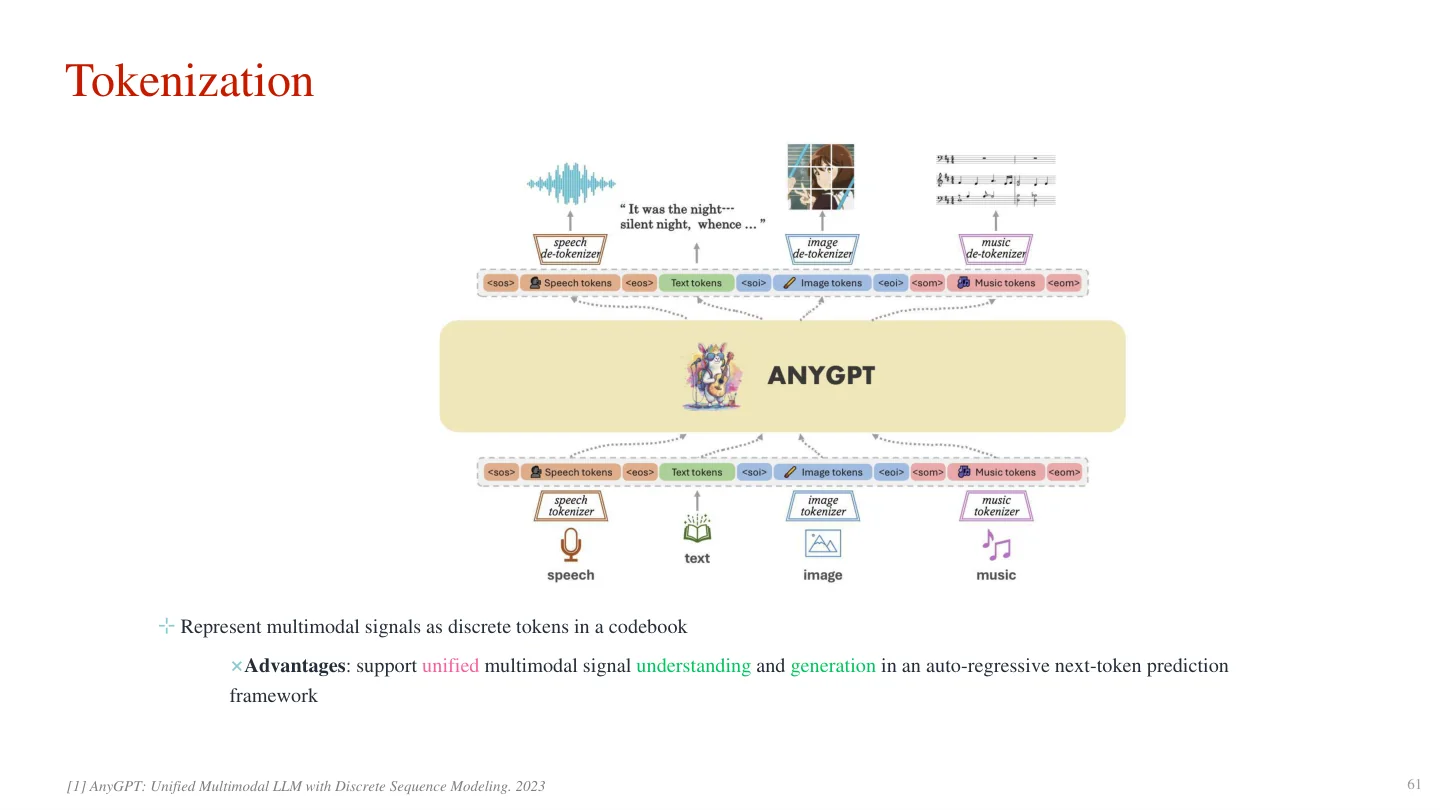 Tokenization
“ It was the night---
silent night, whence ... ”
speech
de-tokenizer
image
de-tokenizer
music
de-tokenizer
<sos> Speech tokens <eos> Text tokens <soi> Image tokens <eoi> <som> Music tokens <eom>
ANYGPT
<sos> Speech tokens <eos> Text tokens <soi> Image tokens <eoi> <som> Music tokens <eom>
speech
tokenizer
image
tokenizer
music
tokenizer
text
speech
image
music
Represent multimodal signals as discrete tokens in a codebook
×Advantages: support unified multimodal signal understanding and generation in an auto-regressive next-token prediction
framework
[1] AnyGPT: Unified Multimodal LLM with Discrete Sequence Modeling. 2023
61